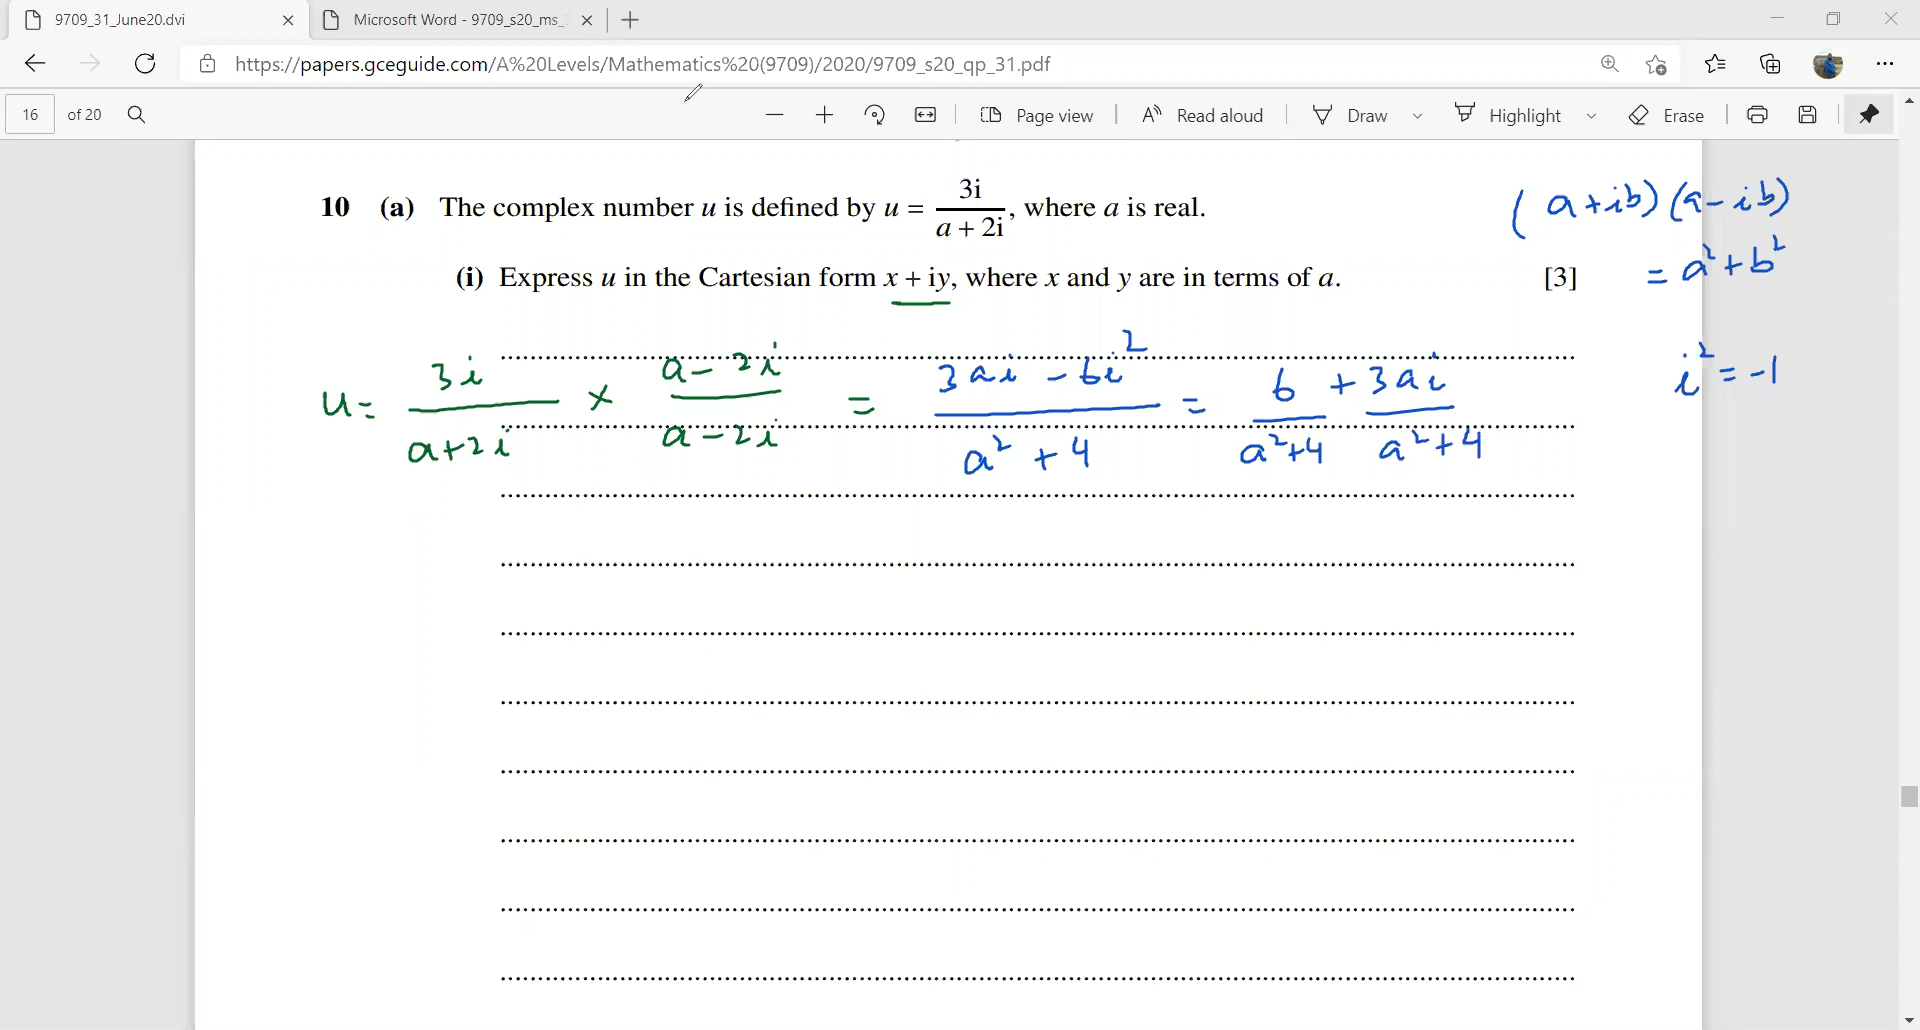 9709_31_June20.dvi
Microsoft Word - 9709_s20_ms_
https://papers.gceguide.com/A%20Levels/Mathematics%20(9709)/2020/9709_s20_qp_31.pdf
16 of 20 Page view Read aloud Draw Highlight Erase
10 (a) The complex number u is defined by u = 3i / (a + 2i), where a is real.
(a+ib)(a-ib)
= a²+b²
(i) Express u in the Cartesian form x + iy, where x and y are in terms of a. [3]
i² = -1
u = 3i / (a+2i) × (a-2i) / (a-2i) = (3ai - 6i²) / (a² + 4) = 6 / (a²+4) + 3ai / (a²+4)